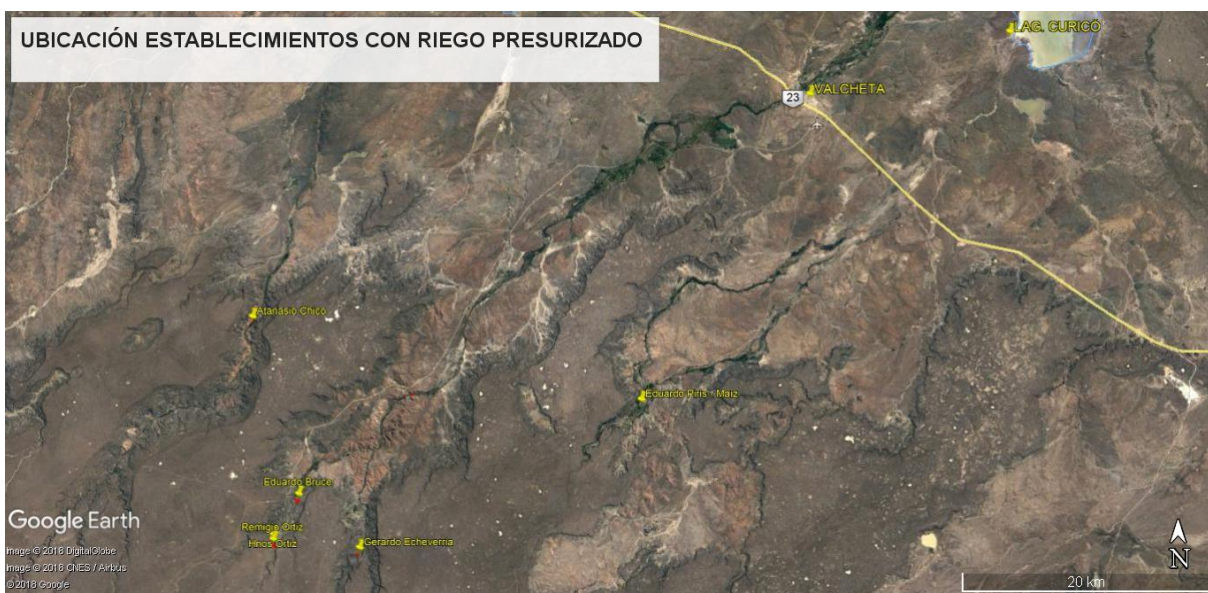 UBICACIÓN ESTABLECIMIENTOS CON RIEGO PRESURIZADO
LAG. CURICÓ
VALCHETA
23
Atanasio Chico
Eduardo Piris - Maiz
Eduardo Bruce
Remigio Ortiz
Hnos Ortiz
Gerardo Echeverria
Google Earth
Image © 2018 DigitalGlobe
Image © 2018 CNES / Airbus
© 2018 Google
N
20 km